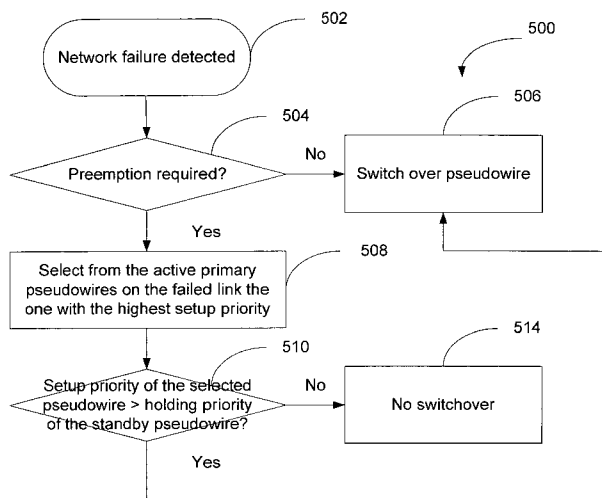 502
Network failure detected
500
504
506
Preemption required?
No
Switch over pseudowire
Yes
508
Select from the active primary
pseudowires on the failed link the
one with the highest setup priority
510
514
Setup priority of the selected
pseudowire > holding priority
of the standby pseudowire?
No
No switchover
Yes